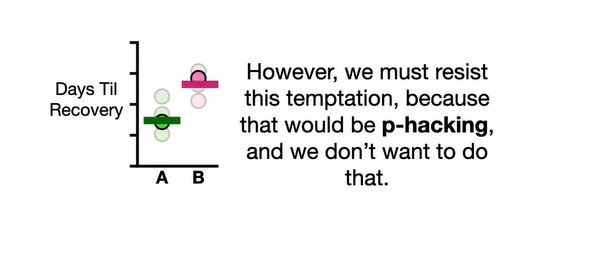 Days Til
Recovery
A
B
However, we must resist
this temptation, because
that would be p-hacking,
and we don’t want to do
that.